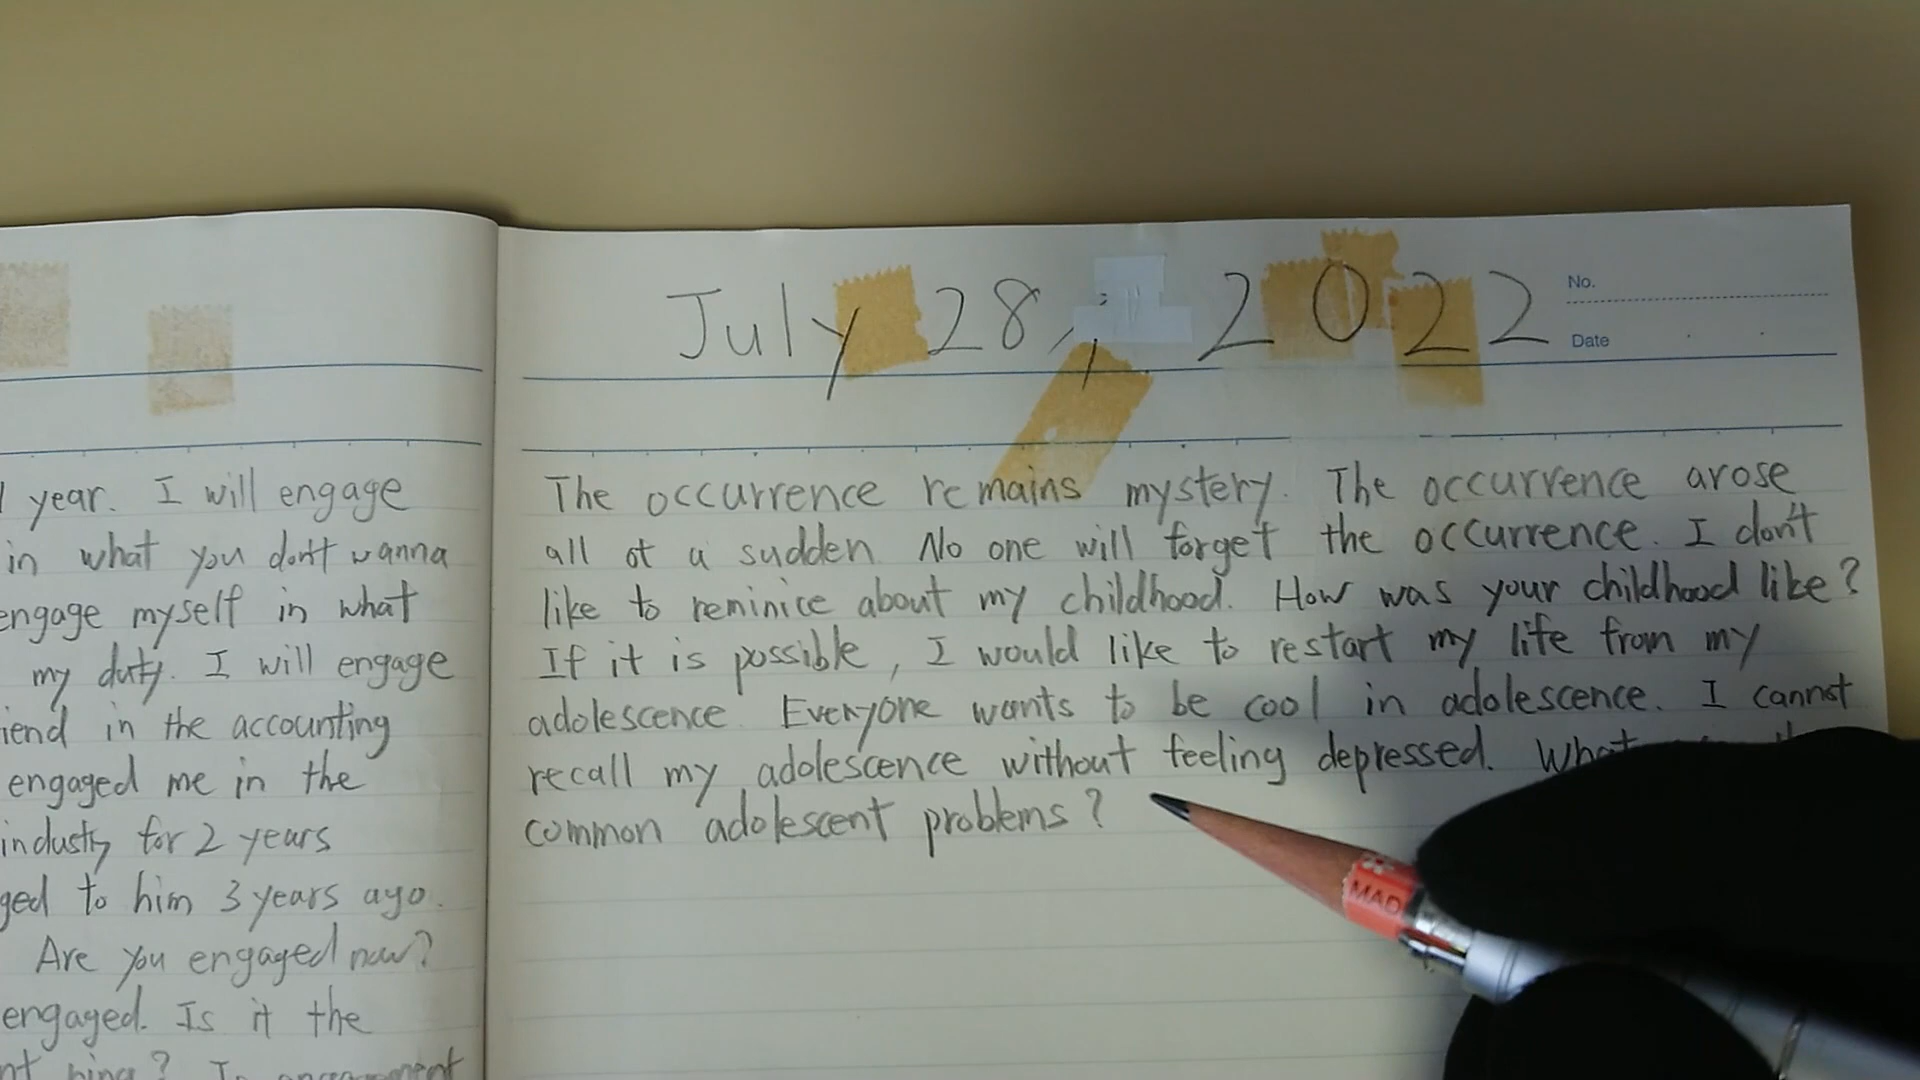 year. I will engage
in what you don't wanna
engage myself in what
my duty. I will engage
in the accounting
engaged me in the
industy for 2 years
to him 3 years ago.
Are you engaged now?
engaged. Is it the
July 28, 2022
No.
Date
The occurrence remains mystery. The occurrence arose
all of a sudden No one will forget the occurrence. I don't
like to reminice about my childhood. How was your childhood like?
If it is possible, I would like to restart my life from my
adolescence. Everyone wants to be cool in adolescence. I cannot
recall my adolescence without feeling depressed.
common adolescent problems?
MAD